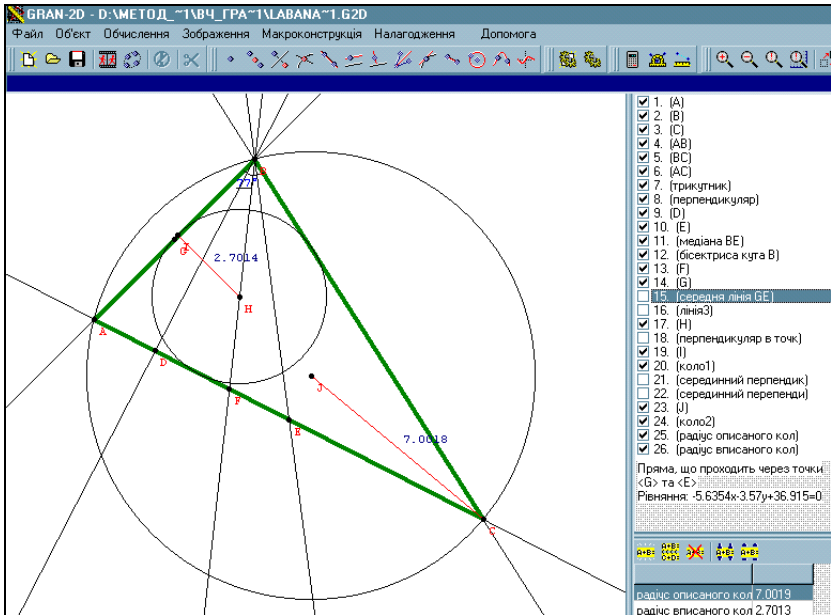 GRAN-2D - D:\МЕТОД_~1\ВЧ_ГРА~1\LABANA~1.G2D
Файл Об'єкт Обчислення Зображення Макроконструкція Налагодження Допомога
B
77°
G
I
2.7014
H
A
D
F
J
E
7.0018
C
1. (A)
2. (B)
3. (C)
4. (AB)
5. (BC)
6. (AC)
7. (трикутник)
8. (перпендикуляр)
9. (D)
10. (E)
11. (медіана BE)
12. (бісектриса кута B)
13. (F)
14. (G)
15. (середня лінія GE)
16. (лінія3)
17. (H)
18. (перпендикуляр в точк)
19. (I)
20. (коло1)
21. (серединний перпендик)
22. (серединний перепенди)
23. (J)
24. (коло2)
25. (радіус описаного кол)
26. (радіус вписаного кол)
Пряма, що проходить через точки
<G> та <E>
Рівняння: -5.6354x-3.57y+36.915=0
A+B= A+B= C+D= A+B= A+B= A+B=
радіус описаного кол 7.0019
радіус вписаного кол 2.7013